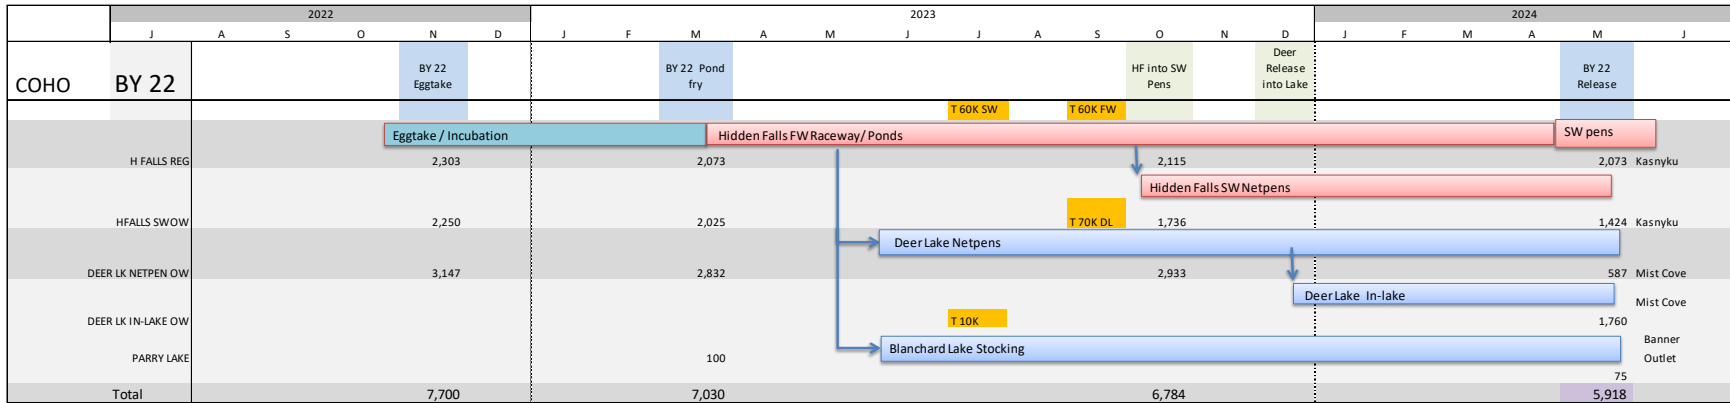 2022 2023 2024
J A S O N D J F M A M J J A S O N D J F M A M J
COHO BY 22 BY 22 Eggtake BY 22 Pond fry HF into SW Pens Deer Release into Lake BY 22 Release
T 60K SW T 60K FW
Eggtake / Incubation Hidden Falls FW Raceway/ Ponds SW pens
H FALLS REG 2,303 2,073 2,115 2,073 Kasnyku
Hidden Falls SW Netpens
HFALLS SWOW 2,250 2,025 T 70K DL 1,736 1,424 Kasnyku
Deer Lake Netpens
DEER LK NETPEN OW 3,147 2,832 2,933 587 Mist Cove
Deer Lake In-lake
Mist Cove
DEER LK IN-LAKE OW T 10K 1,760
Blanchard Lake Stocking Banner
PARRY LAKE 100 Outlet
75
Total 7,700 7,030 6,784 5,918